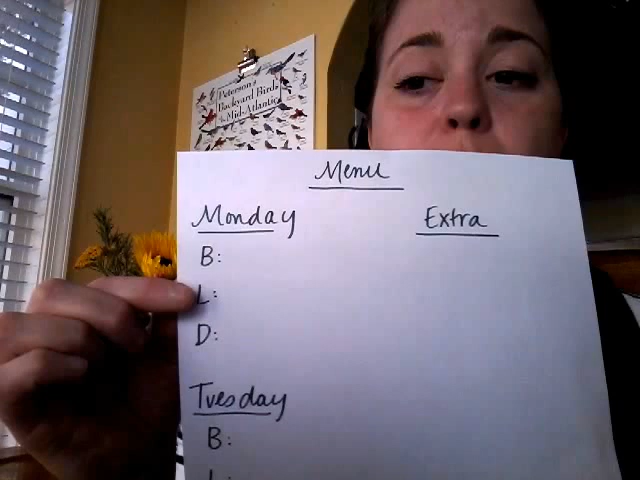 Peterson's
Backyard Birds
Mid-Atlantic
Menu
Monday
Extra
B:
L:
D:
Tuesday
B:
L: